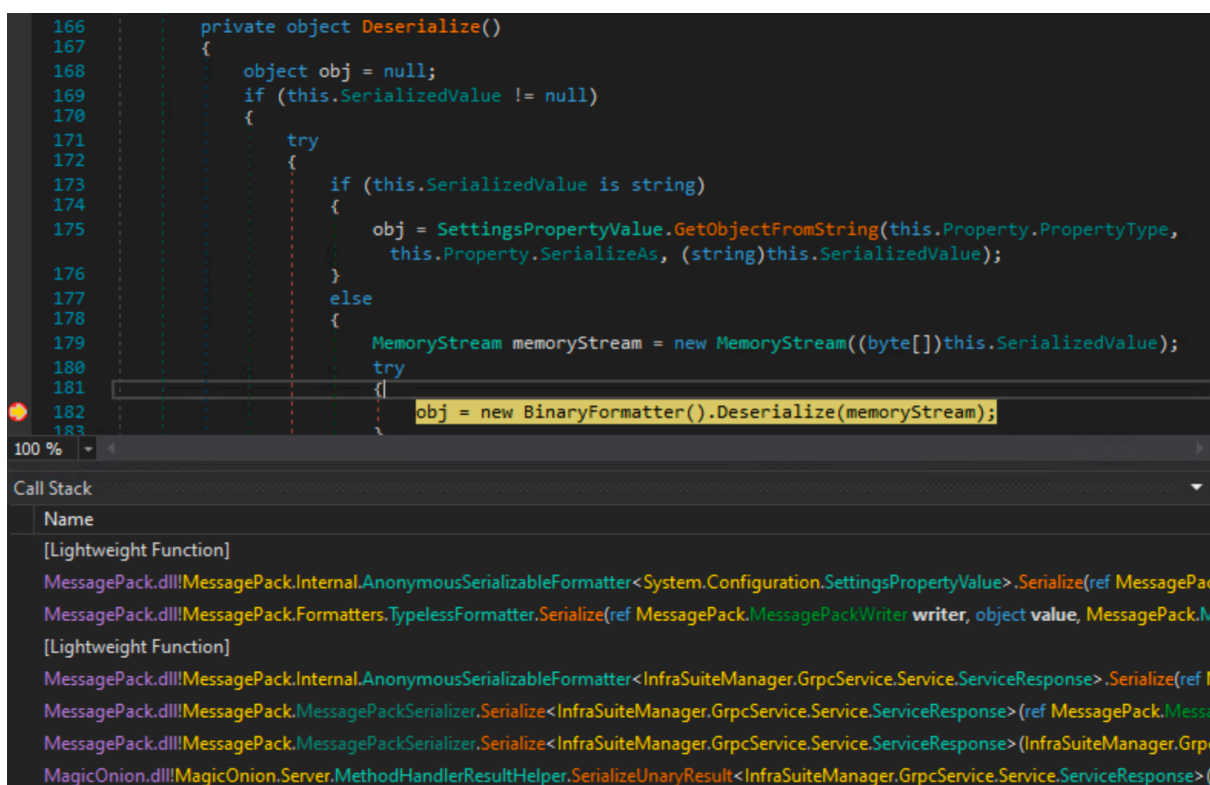 166 private object Deserialize()
167 {
168 object obj = null;
169 if (this.SerializedValue != null)
170 {
171 try
172 {
173 if (this.SerializedValue is string)
174 {
175 obj = SettingsPropertyValue.GetObjectFromString(this.Property.PropertyType,
this.Property.SerializeAs, (string)this.SerializedValue);
176 }
177 else
178 {
179 MemoryStream memoryStream = new MemoryStream((byte[])this.SerializedValue);
180 try
181 {
182 obj = new BinaryFormatter().Deserialize(memoryStream);
183 }
100 %
Call Stack
Name
[Lightweight Function]
MessagePack.dll!MessagePack.Internal.AnonymousSerializableFormatter<System.Configuration.SettingsPropertyValue>.Serialize(ref MessagePac
MessagePack.dll!MessagePack.Formatters.TypelessFormatter.Serialize(ref MessagePack.MessagePackWriter writer, object value, MessagePack.M
[Lightweight Function]
MessagePack.dll!MessagePack.Internal.AnonymousSerializableFormatter<InfraSuiteManager.GrpcService.Service.ServiceResponse>.Serialize(ref
MessagePack.dll!MessagePack.MessagePackSerializer.Serialize<InfraSuiteManager.GrpcService.Service.ServiceResponse>(ref MessagePack.Messa
MessagePack.dll!MessagePack.MessagePackSerializer.Serialize<InfraSuiteManager.GrpcService.Service.ServiceResponse>(InfraSuiteManager.Grp
MagicOnion.dll!MagicOnion.Server.MethodHandlerResultHelper.SerializeUnaryResult<InfraSuiteManager.GrpcService.Service.ServiceResponse>(